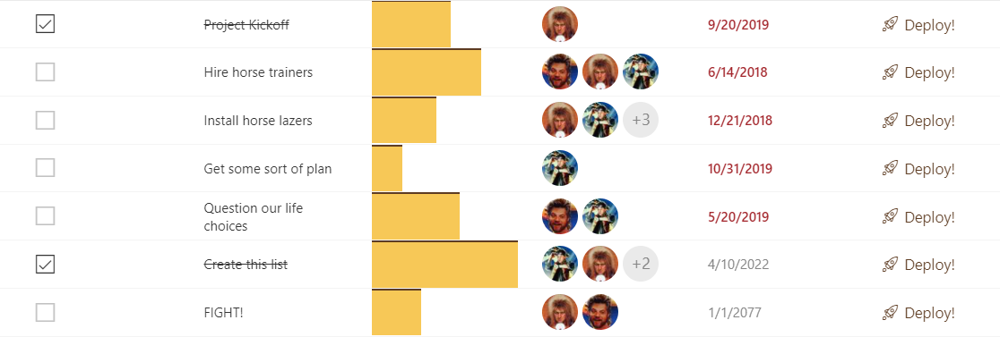 Project Kickoff 9/20/2019 Deploy!
Hire horse trainers 6/14/2018 Deploy!
Install horse lazers +3 12/21/2018 Deploy!
Get some sort of plan 10/31/2019 Deploy!
Question our life
choices 5/20/2019 Deploy!
Create this list +2 4/10/2022 Deploy!
FIGHT! 1/1/2077 Deploy!